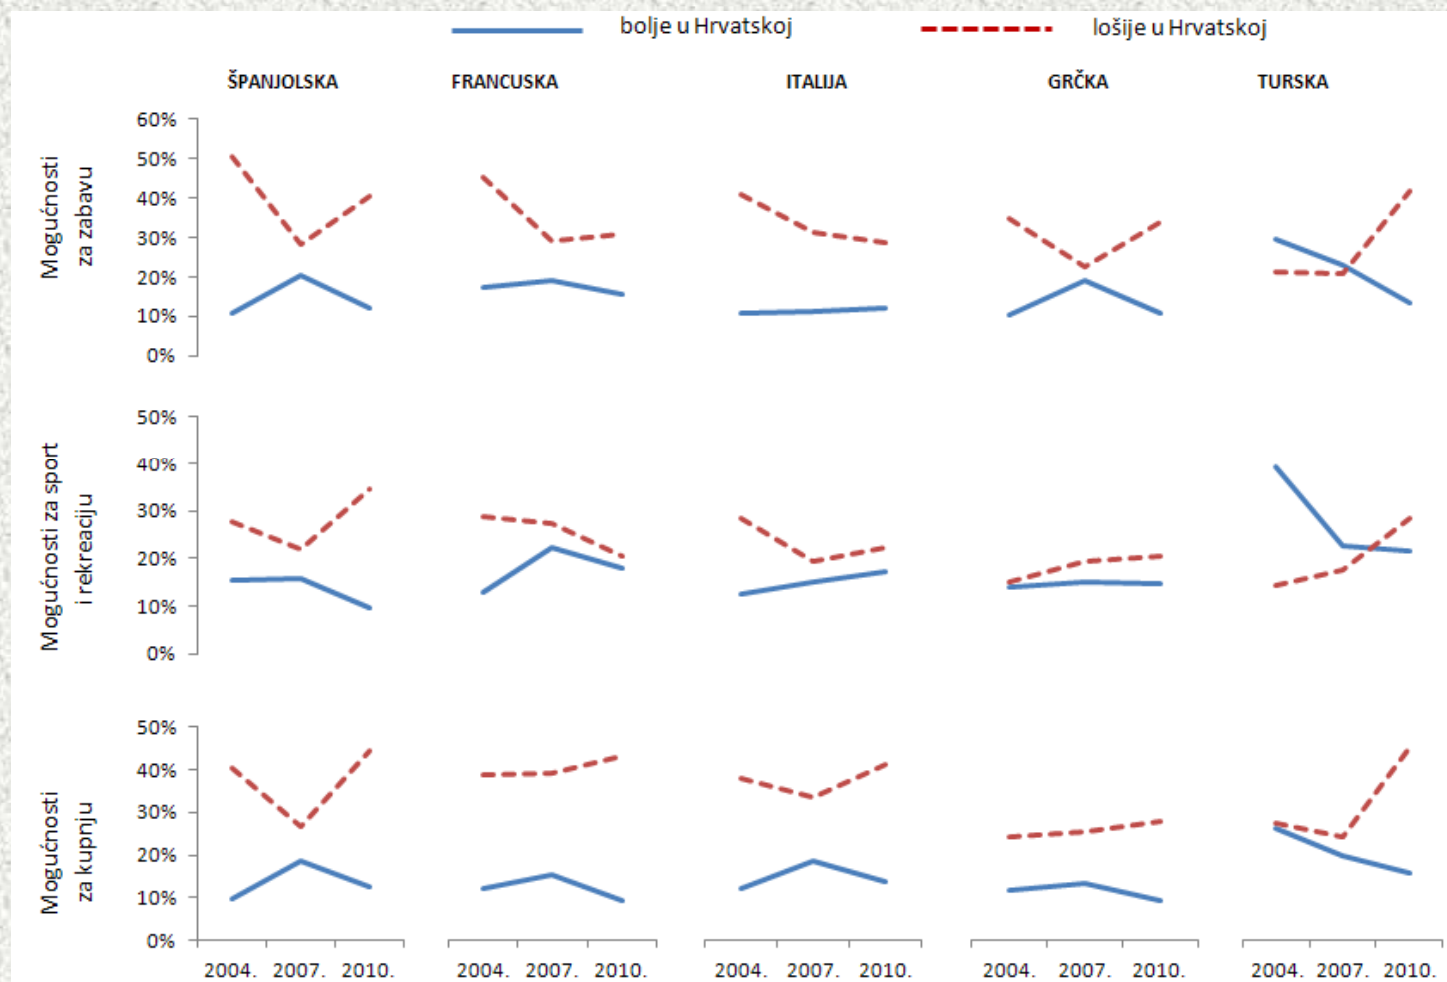 bolje u Hrvatskoj
lošije u Hrvatskoj
ŠPANJOLSKA
FRANCUSKA
ITALIJA
GRČKA
TURSKA
Mogućnosti
za zabavu
60%
50%
40%
30%
20%
10%
0%
Mogućnosti za sport
i rekreaciju
50%
40%
30%
20%
10%
0%
Mogućnosti
za kupnju
50%
40%
30%
20%
10%
0%
2004. 2007. 2010.
2004. 2007. 2010.
2004. 2007. 2010.
2004. 2007. 2010.
2004. 2007. 2010.